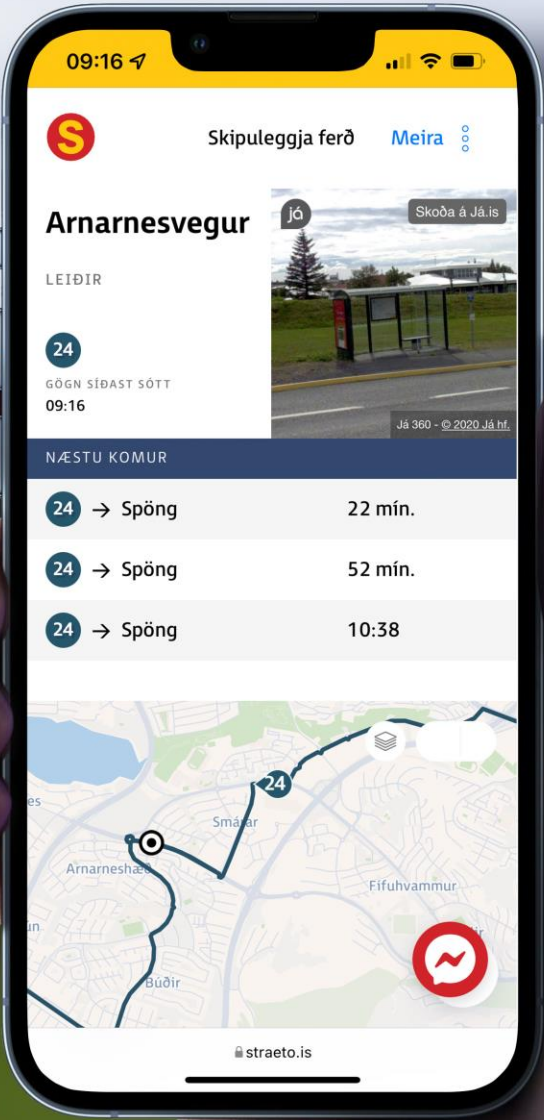 09:16
S
Skipuleggja ferð
Meira
Arnarnesvegur
já
Skoða á Já.is
LEIÐIR
24
GÖGN SÍÐAST SÓTT
09:16
Já 360 - © 2020 Já hf.
NÆSTU KOMUR
24 → Spöng 22 mín.
24 → Spöng 52 mín.
24 → Spöng 10:38
24
Smárar
Arnarneshæð
Fífuhvammur
Búðir
straeto.is